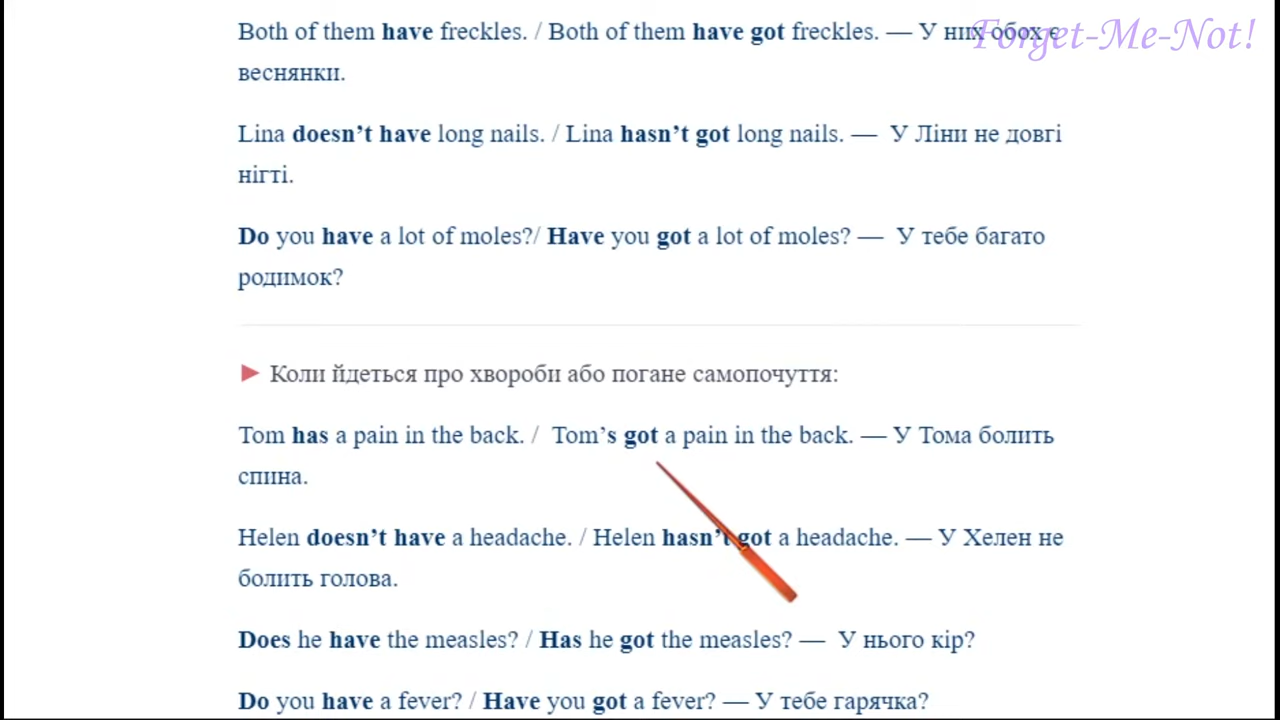 Forget-Me-Not!
Both of them have freckles. / Both of them have got freckles. — У них обох є
веснянки.
Lina doesn’t have long nails. / Lina hasn’t got long nails. — У Ліни не довгі
нігті.
Do you have a lot of moles?/ Have you got a lot of moles? — У тебе багато
родимок?
► Коли йдеться про хвороби або погане самопочуття:
Tom has a pain in the back. / Tom’s got a pain in the back. — У Тома болить
спина.
Helen doesn’t have a headache. / Helen hasn’t got a headache. — У Хелен не
болить голова.
Does he have the measles? / Has he got the measles? — У нього кір?
Do you have a fever? / Have you got a fever? — У тебе гарячка?